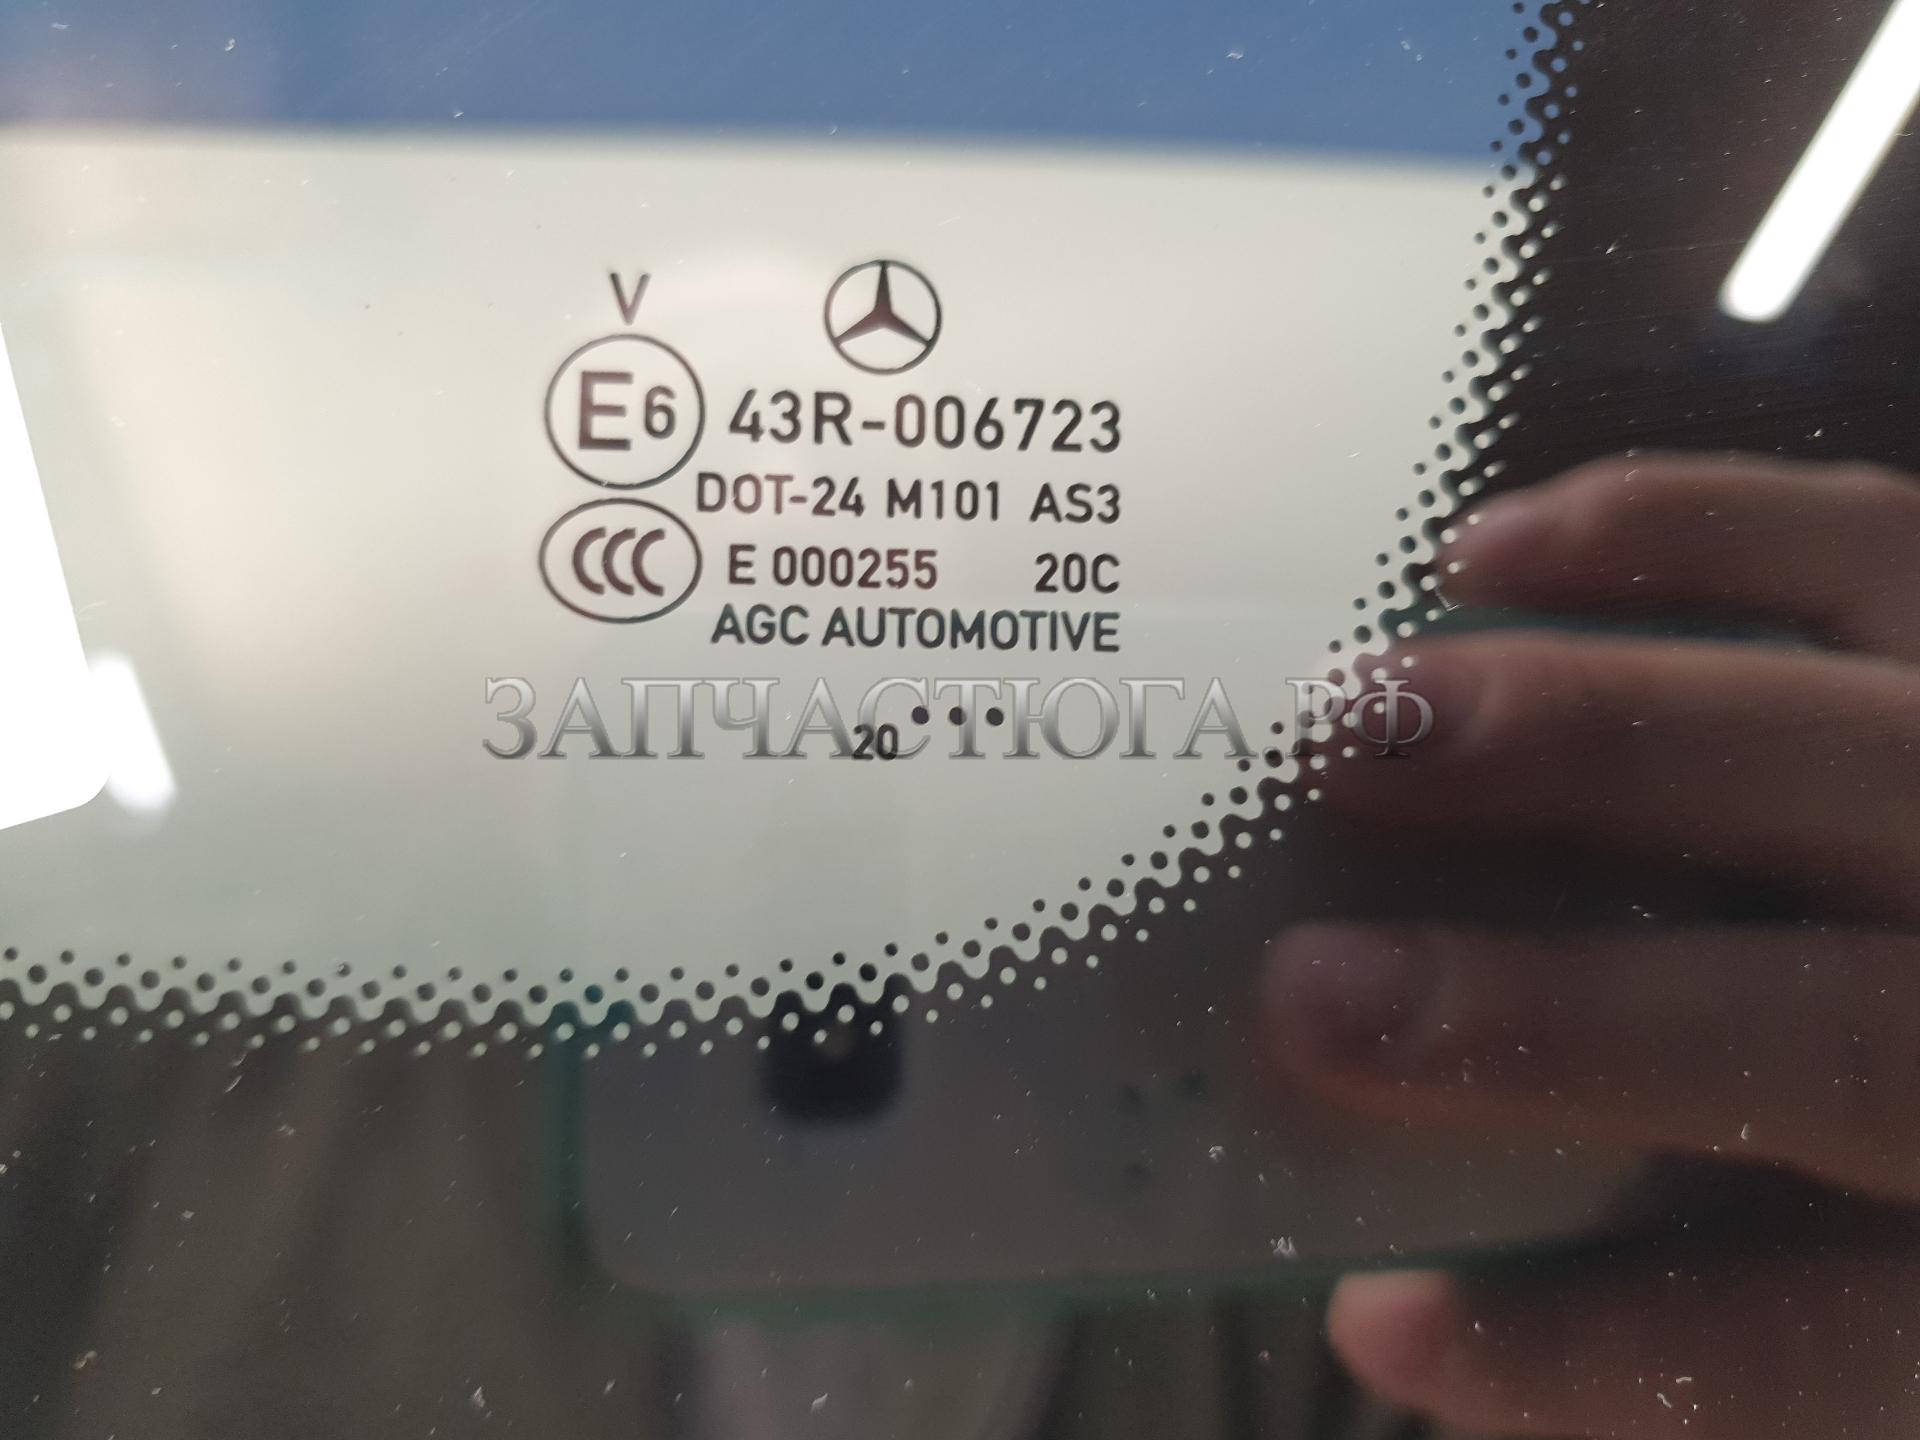 V
E6 43R-006723
DOT-24 M101 AS3
CCC E 000255 20C
AGC AUTOMOTIVE
ЗАПЧАСТЮГА.РФ
20 •••